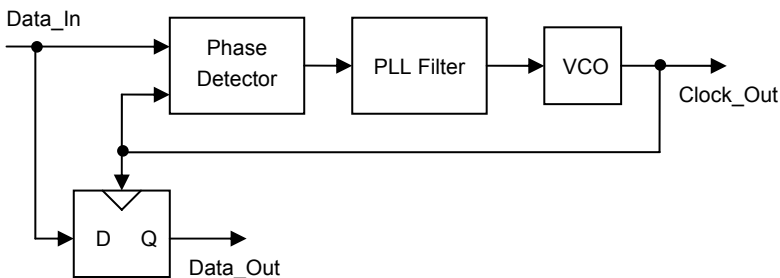 Data_In
Phase
Detector
PLL Filter
VCO
Clock_Out
D Q
Data_Out